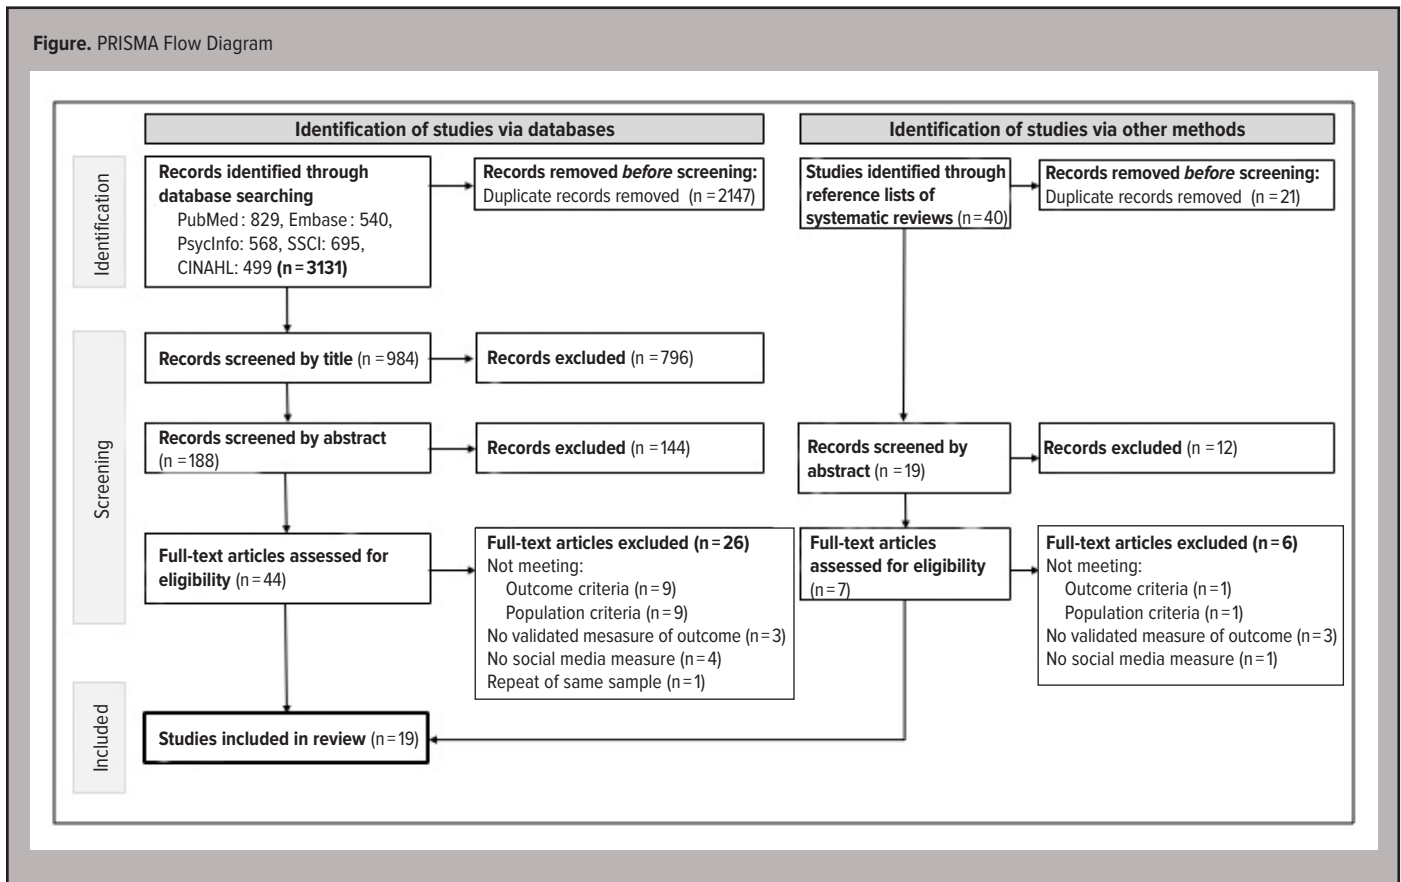 Figure. PRISMA Flow Diagram
Identification of studies via databases
Identification of studies via other methods
Identification
Records identified through
database searching
PubMed: 829, Embase: 540,
PsycInfo: 568, SSCI: 695,
CINAHL: 499 (n=3131)
Records removed before screening:
Duplicate records removed (n=2147)
Studies identified through
reference lists of
systematic reviews (n=40)
Records removed before screening:
Duplicate records removed (n=21)
Screening
Records screened by title (n=984)
Records excluded (n=796)
Records screened by abstract
(n=188)
Records excluded (n=144)
Records screened by
abstract (n=19)
Records excluded (n=12)
Full-text articles assessed for
eligibility (n=44)
Full-text articles excluded (n=26)
Not meeting:
Outcome criteria (n=9)
Population criteria (n=9)
No validated mesasure of outcome (n=3)
No social media measure (n=4)
Repeat of same sample (n=1)
Full-text articles
assessed for eligibility
(n=7)
Full-text articles excluded (n=6)
Not meeting:
Outcome criteria (n=1)
Population criteria (n=1)
No validated measure of outcome (n=3)
No social media measure (n=1)
Included
Studies included in review (n=19)